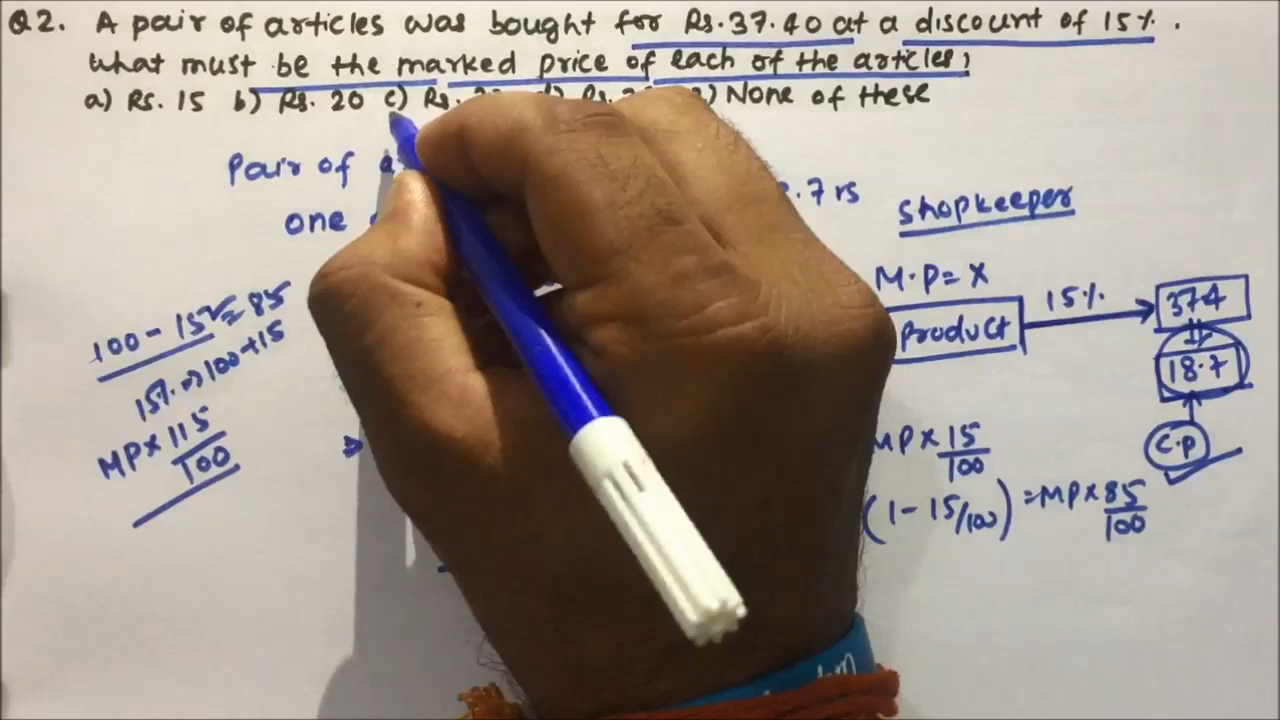 Q2. A pair of articles was bought for Rs.37.40 at a discount of 15%.
What must be the marked price of each of the articles?
a) Rs. 15 b) Rs. 20 c) Rs. None of these
Pair of
one
.7 rs
shopkeeper
M.P = X
Product
15%
37.4
18.7
C.P
100 - 15% = 85
15% => 100+15
MP x 115/100
MP x 15/100
(1 - 15/100) = MP x 85/100